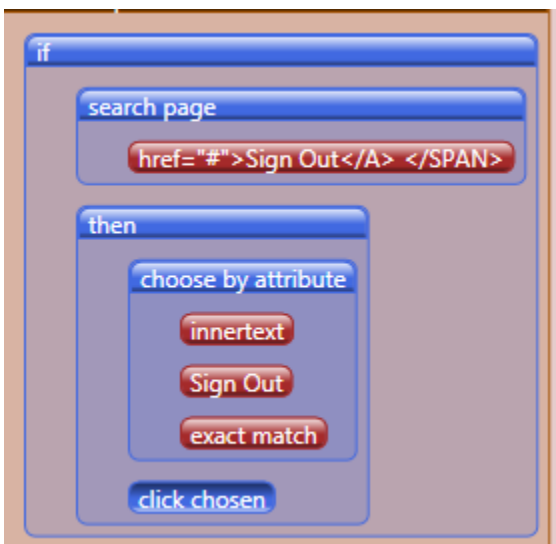 if
search page
href="#">Sign Out</A> </SPAN>
then
choose by attribute
innertext
Sign Out
exact match
click chosen